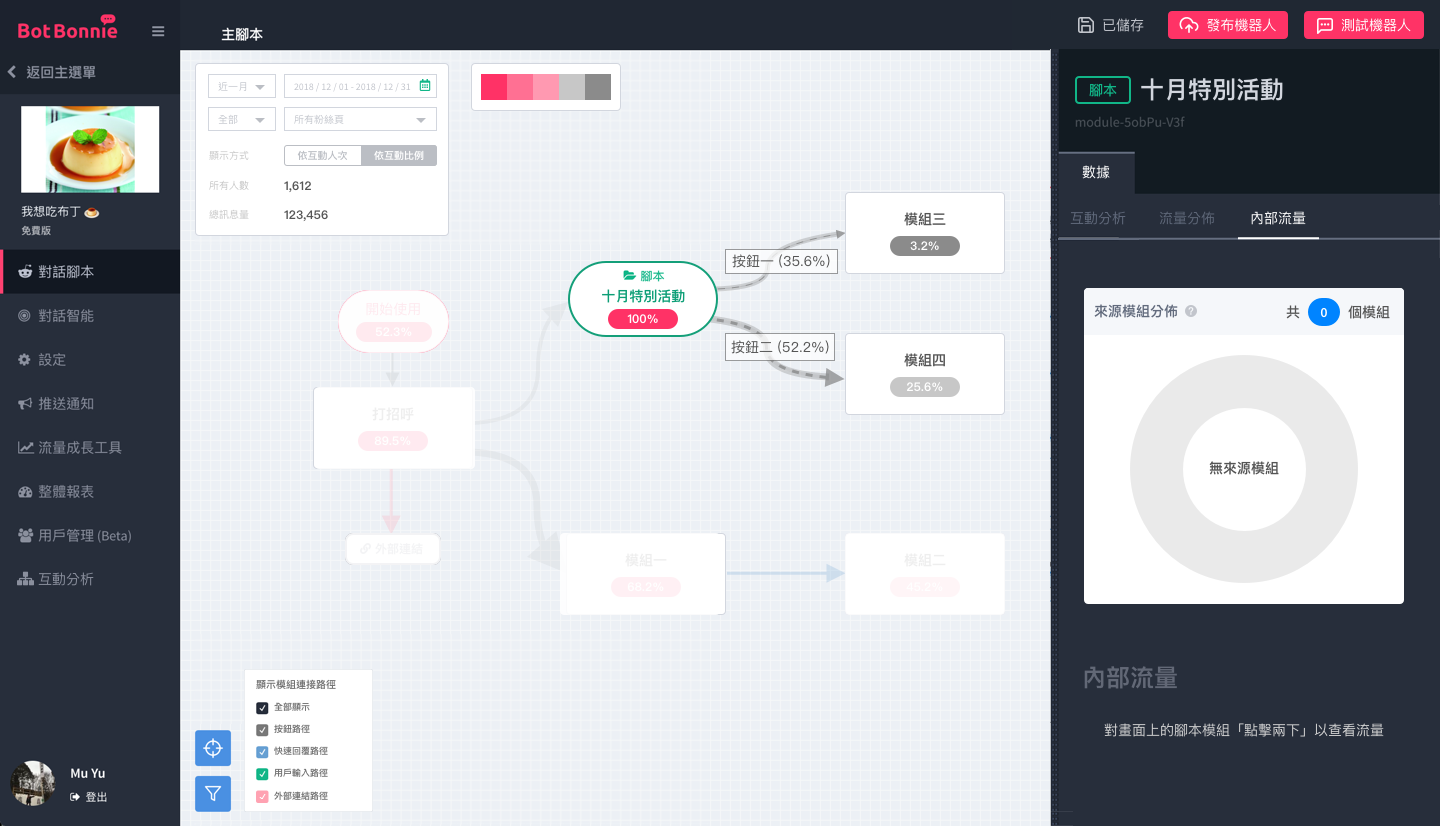 BotBonnie
主腳本
已儲存
發布機器人
測試機器人
返回主選單
我想吃布丁
免費版
對話腳本
對話智能
設定
推送通知
流量成長工具
整體報表
用戶管理 (Beta)
互動分析
Mu Yu
登出
近一月
2018 / 12 / 01 - 2018 / 12 / 31
全部
所有粉絲頁
顯示方式
依互動人次
依互動比例
所有人數
1,612
總訊息量
123,456
開始使用
52.3%
打招呼
89.5%
外部連結
腳本
十月特別活動
100%
按鈕一 (35.6%)
按鈕二 (52.2%)
模組三
3.2%
模組四
25.6%
模組一
68.2%
模組二
顯示模組連接路徑
全部顯示
按鈕路徑
快速回覆路徑
用戶輸入路徑
外部連結路徑
腳本
十月特別活動
module-5obPu-V3f
數據
互動分析
流量分佈
內部流量
來源模組分佈
共 0 個模組
無來源模組
內部流量
對畫面上的腳本模組「點擊兩下」以查看流量